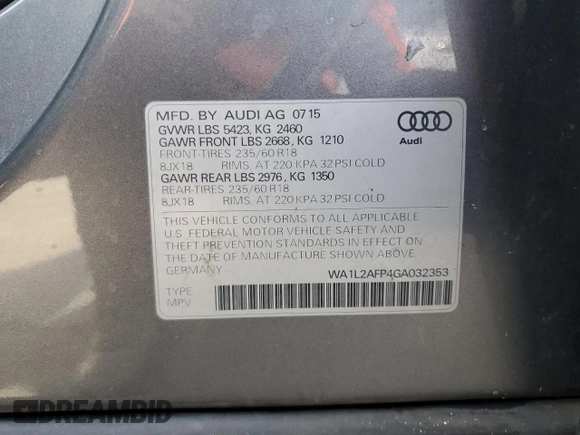 MFD. BY AUDI AG 07 15
GVWR LBS 5423, KG 2460
GAWR FRONT LBS 2668, KG 1210
FRONT-TIRES 235/60 R18
8JX18 RIMS. AT 220 KPA 32 PSI COLD
GAWR REAR LBS 2976, KG 1350
REAR-TIRES 235/60 R18
8JX18 RIMS. AT 220 KPA 32 PSI COLD
Audi
THIS VEHICLE CONFORMS TO ALL APPLICABLE
U.S. FEDERAL MOTOR VEHICLE SAFETY AND
THEFT PREVENTION STANDARDS IN EFFECT ON
THE DATE OF MANUFACTURE SHOWN ABOVE
GERMANY WA1L2AFP4GA032353
TYPE
MPV
DREAMBID